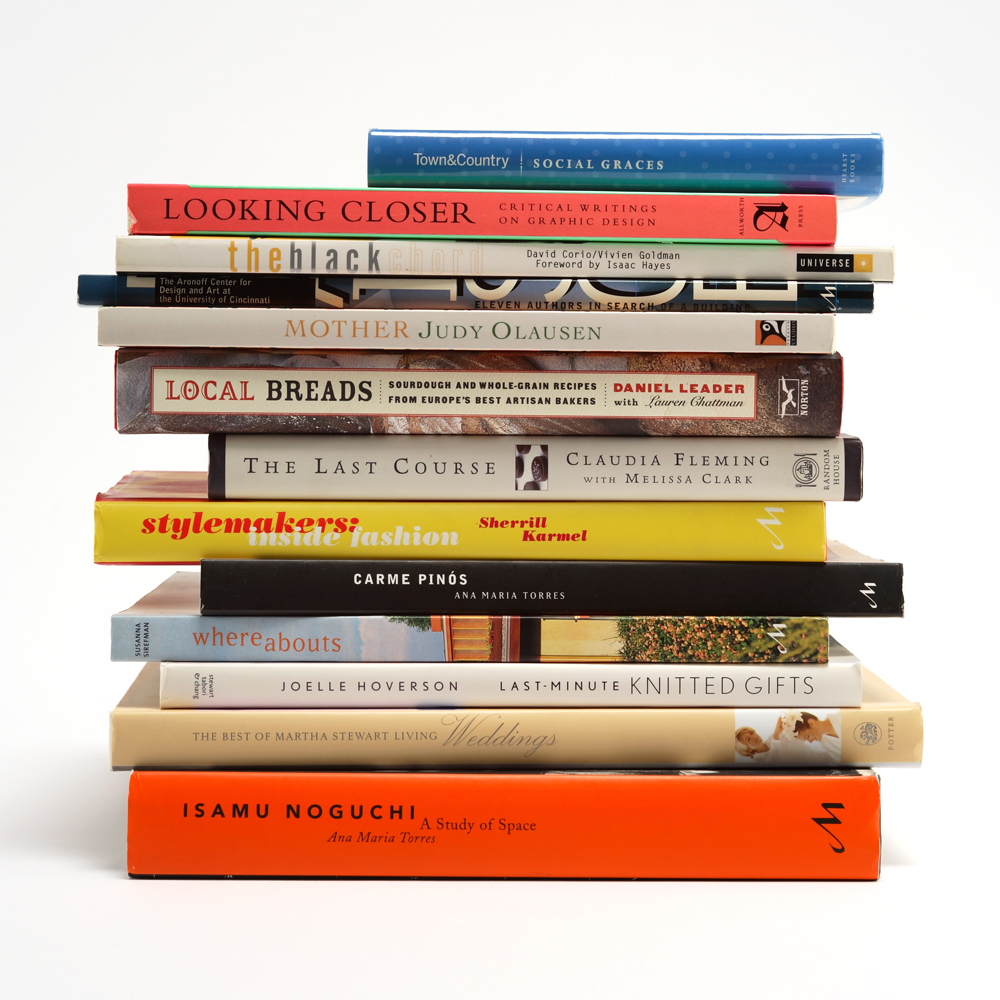 Town&Country SOCIAL GRACES
HEARST
BOOKS
LOOKING CLOSER
CRITICAL WRITINGS
ON GRAPHIC DESIGN
ALLWORTH
PRESS
theblackchord
David Corio/Vivien Goldman
Foreword by Isaac Hayes
UNIVERSE
The Aronoff Center for
Design and Art at
the University of Cincinnati
ELEVEN AUTHORS IN SEARCH OF A BUILDING
M
MOTHER JUDY OLAUSEN
LOCAL BREADS
SOURDOUGH AND WHOLE-GRAIN RECIPES
FROM EUROPE'S BEST ARTISAN BAKERS
DANIEL LEADER
with Lauren Chattman
NORTON
THE LAST COURSE
CLAUDIA FLEMING
WITH MELISSA CLARK
RANDOM
HOUSE
stylemakers:
inside fashion
Sherrill
Karmel
M
CARME PINÓS
ANA MARIA TORRES
M
SUSANNA
SIREFMAN
whereabouts
M
stewart
tabori
& chang
JOELLE HOVERSON LAST-MINUTE KNITTED GIFTS
THE BEST OF MARTHA STEWART LIVING Weddings
POTTER
ISAMU NOGUCHI
A Study of Space
Ana Maria Torres
M